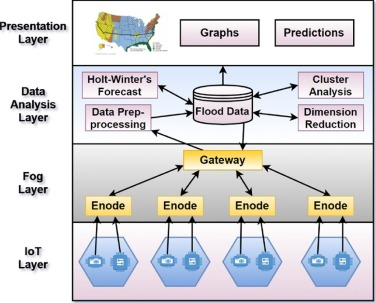 Presentation
Layer
Graphs
Predictions
Data
Analysis
Layer
Holt-Winter's
Forecast
Data Prep-
processing
Flood Data
Cluster
Analysis
Dimension
Reduction
Fog
Layer
Gateway
Enode
Enode
Enode
Enode
IoT
Layer